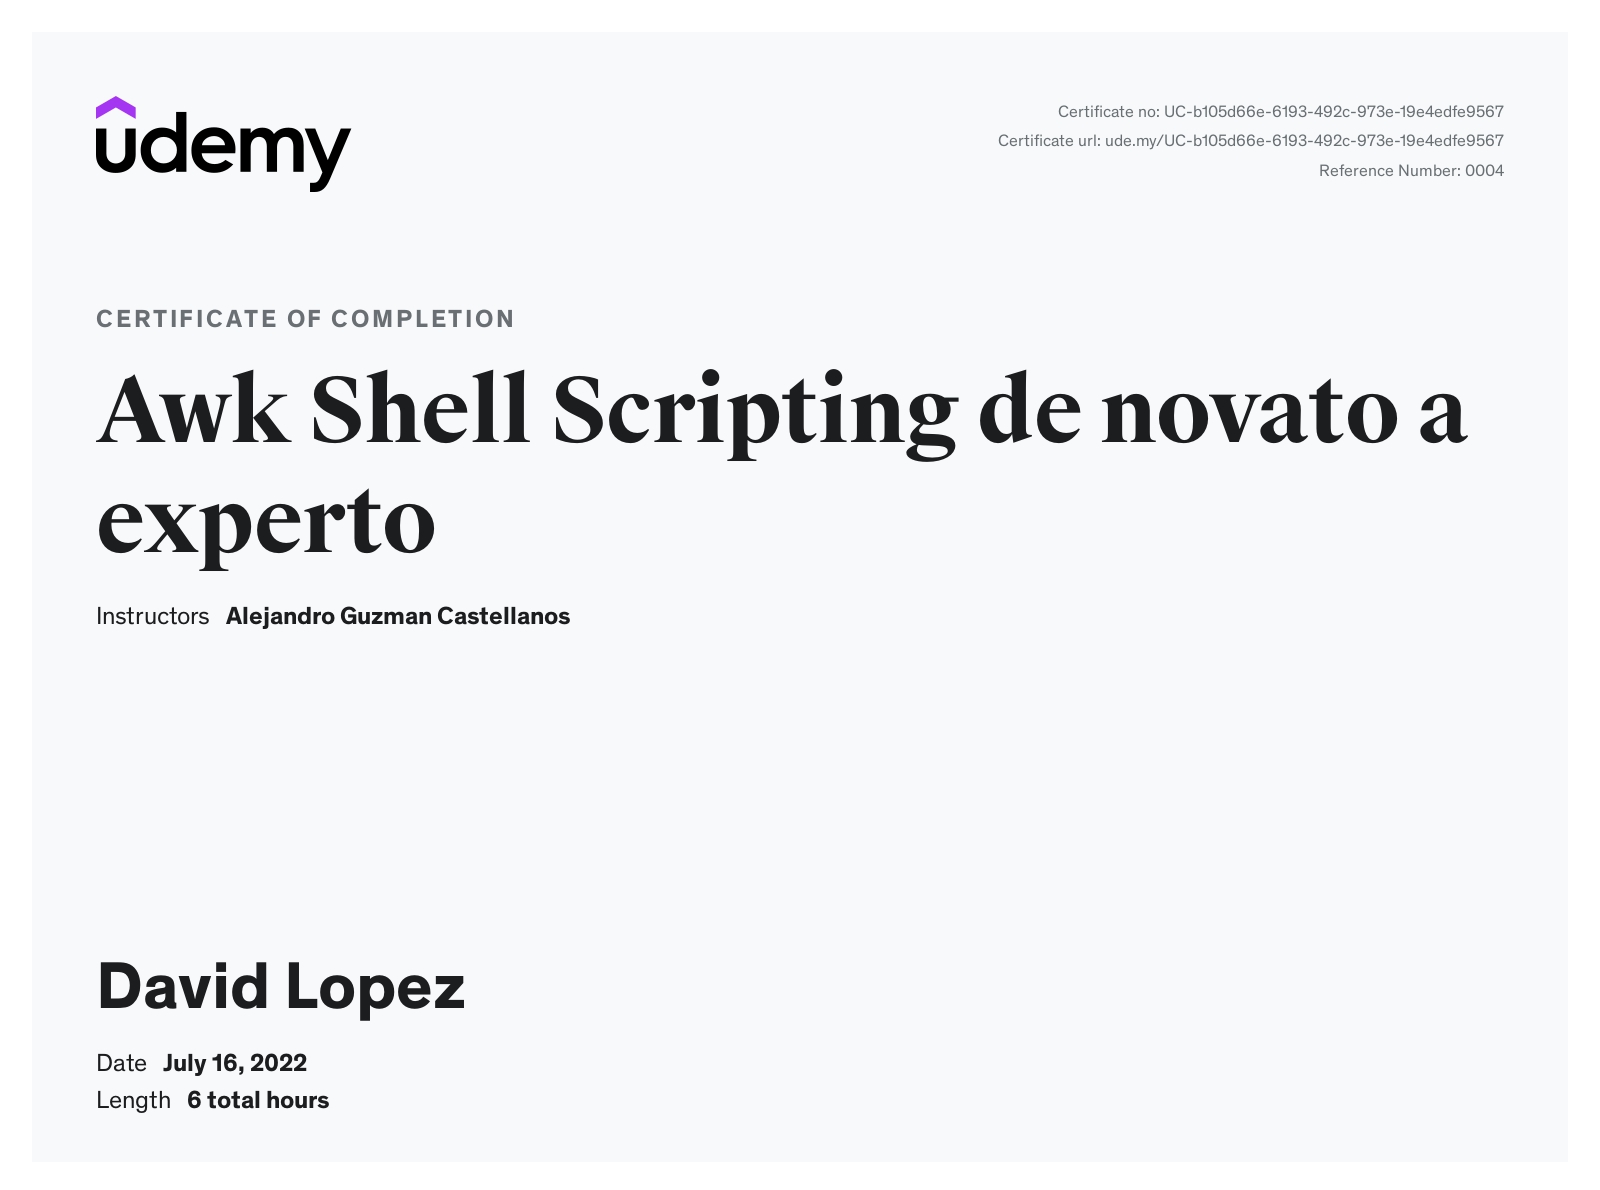 udemy
Certificate no: UC-b105d66e-6193-492c-973e-19e4edfe9567
Certificate url: ude.my/UC-b105d66e-6193-492c-973e-19e4edfe9567
Reference Number: 0004
CERTIFICATE OF COMPLETION
Awk Shell Scripting de novato a
experto
Instructors Alejandro Guzman Castellanos
David Lopez
Date July 16, 2022
Length 6 total hours